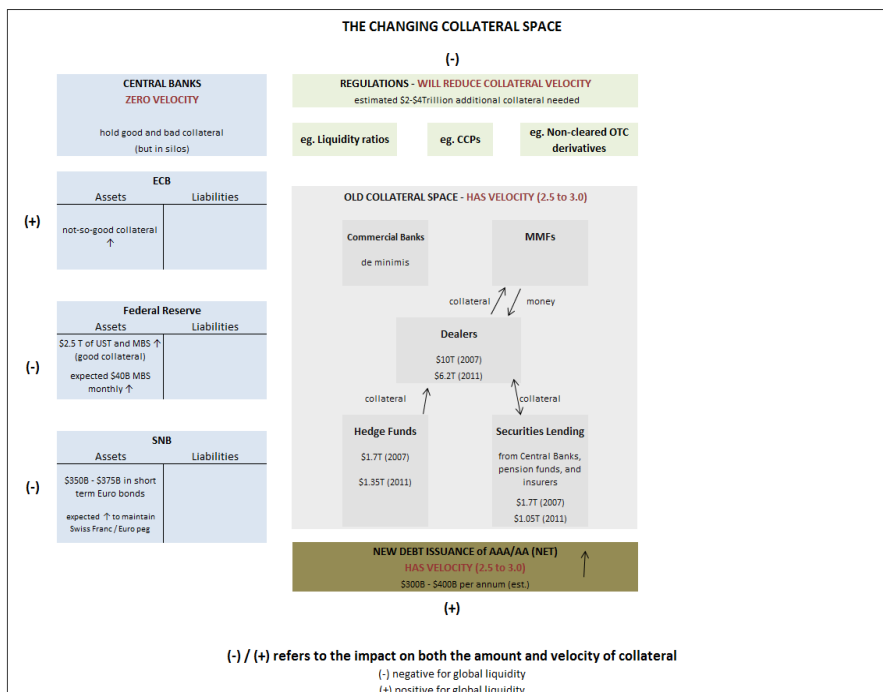 THE CHANGING COLLATERAL SPACE
(-)
CENTRAL BANKS
ZERO VELOCITY
hold good and bad collateral
(but in silos)
REGULATIONS - WILL REDUCE COLLATERAL VELOCITY
estimated $2-$4Trillion additional collateral needed
eg. Liquidity ratios
eg. CCPs
eg. Non-cleared OTC
derivatives
(+)
ECB
Assets
Liabilities
not-so-good collateral
↑
(-)
Federal Reserve
Assets
Liabilities
$2.5 T of UST and MBS ↑
(good collateral)
expected $40B MBS
monthly ↑
(-)
SNB
Assets
Liabilities
$350B - $375B in short
term Euro bonds
expected ↑ to maintain
Swiss Franc / Euro peg
OLD COLLATERAL SPACE - HAS VELOCITY (2.5 to 3.0)
Commercial Banks
de minimis
MMFs
collateral
money
Dealers
$10T (2007)
$6.2T (2011)
collateral
collateral
Hedge Funds
$1.7T (2007)
$1.35T (2011)
Securities Lending
from Central Banks,
pension funds, and
insurers
$1.7T (2007)
$1.05T (2011)
NEW DEBT ISSUANCE of AAA/AA (NET)
HAS VELOCITY (2.5 to 3.0)
$300B - $400B per annum (est.)
(+)
(-) / (+) refers to the impact on both the amount and velocity of collateral
(-) negative for global liquidity
(+) positive for global liquidity